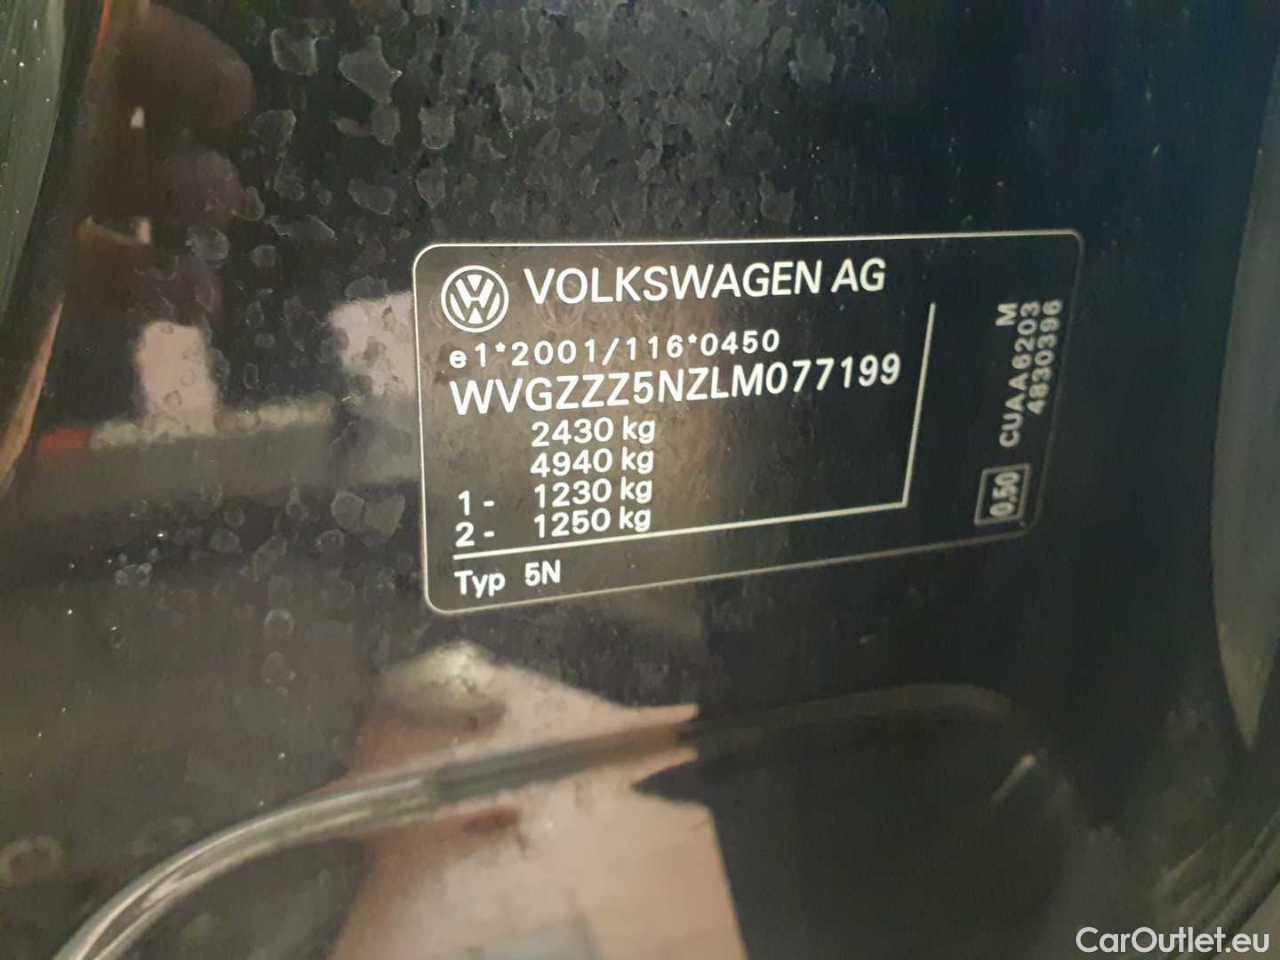 VOLKSWAGEN AG
e1*2001/116*0450
WVGZZZ5NZLM077199
2430 kg
4940 kg
1 - 1230 kg
2 - 1250 kg
Typ 5N
M
CUAA6203
4830396
0.50
CarOutlet.eu